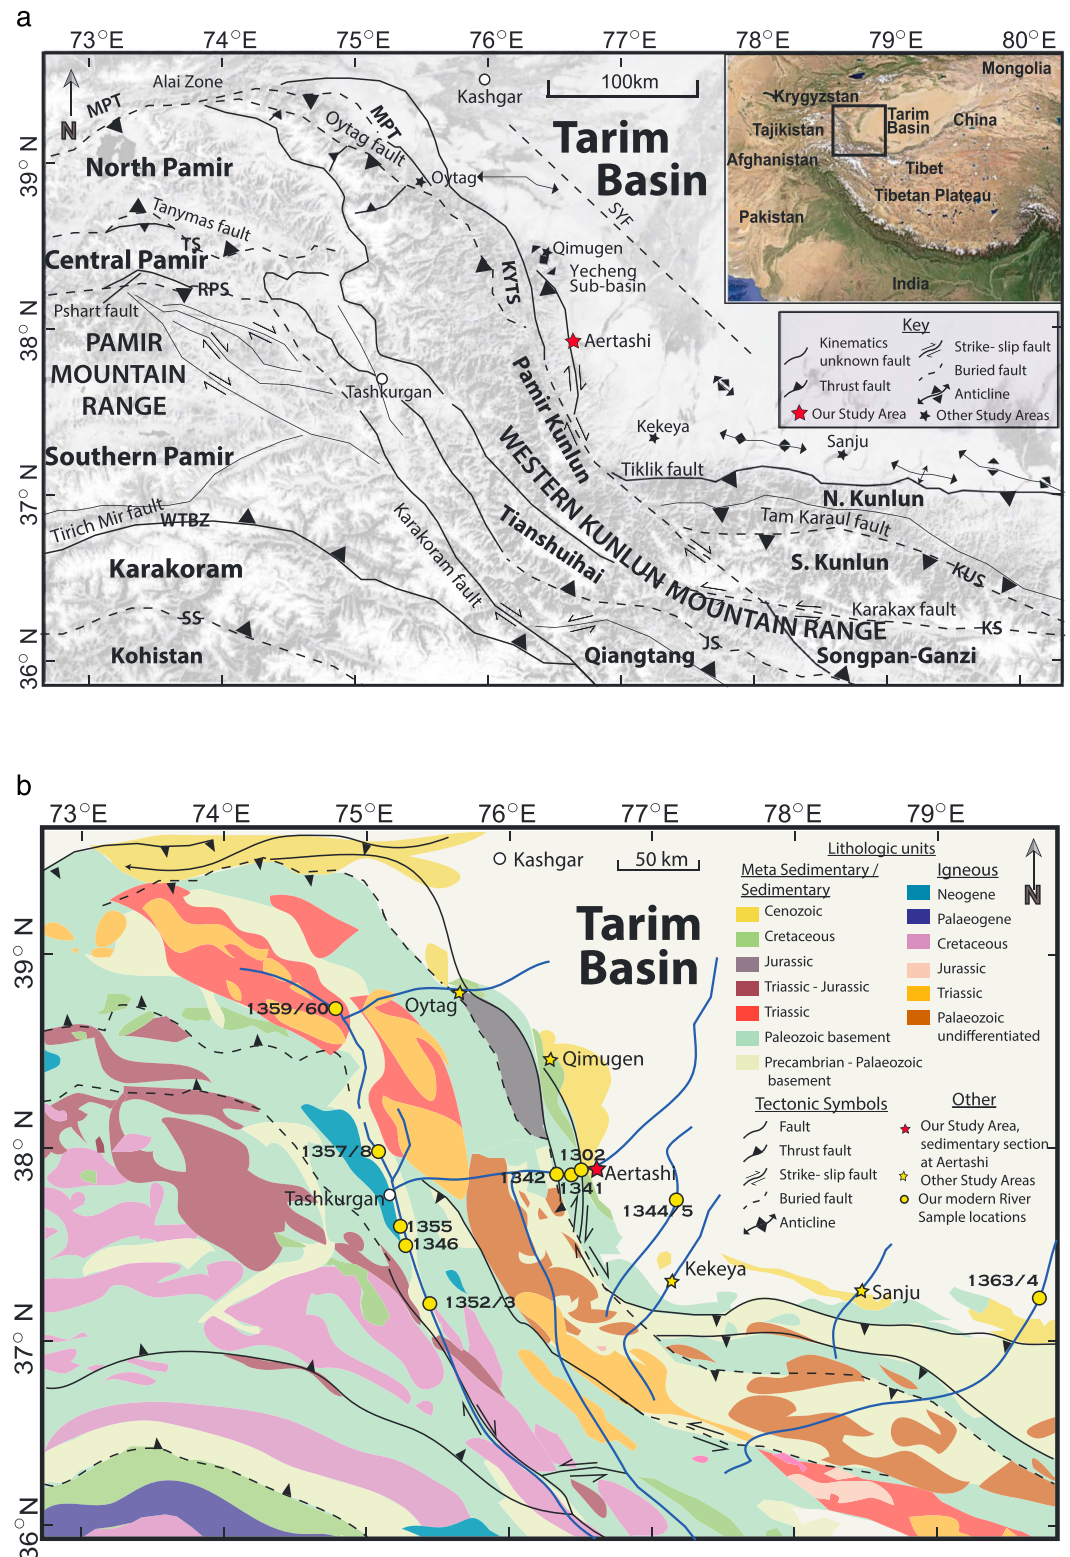 a
73°E 74°E 75°E 76°E 77°E 78°E 79°E 80°E
39° N
38° N
37° N
36° N
N
MPT
Alai Zone
Kashgar
100km
MPT
Oytag fault
Tarim
Basin
North Pamir
Oytag
SYF
Tanymas fault
TS
Central Pamir
RPS
Pshart fault
KYTS
Qimugen
Yecheng
Sub-basin
Aertashi
PAMIR
MOUNTAIN
RANGE
Tashkurgan
Pamir Kunlun
Kekeya
Sanju
Southern Pamir
Tiklik fault
N. Kunlun
Tirich Mir fault
WTBZ
Karakoram fault
Tianshuihai
WESTERN KUNLUN MOUNTAIN RANGE
Tam Karaul fault
S. Kunlun
KUS
Karakoram
Karakax fault
KS
SS
JS
Kohistan
Qiangtang
Songpan-Ganzi
Mongolia
Krygyzstan
Tarim
Basin
China
Tajikistan
Afghanistan
Tibet
Tibetan Plateau
Pakistan
India
Key
Kinematics
unknown fault
Strike- slip fault
Buried fault
Thrust fault
Anticline
Our Study Area
Other Study Areas
b
73°E 74°E 75°E 76°E 77°E 78°E 79°E
39° N
38° N
37° N
36° N
Kashgar
50 km
N
Tarim
Basin
Lithologic units
Meta Sedimentary /
Sedimentary
Cenozoic
Cretaceous
Jurassic
Triassic - Jurassic
Triassic
Paleozoic basement
Precambrian - Palaeozoic
basement
Igneous
Neogene
Palaeogene
Cretaceous
Jurassic
Triassic
Palaeozoic
undifferentiated
Tectonic Symbols
Fault
Thrust fault
Strike- slip fault
Buried fault
Anticline
Other
Our Study Area,
sedimentary section
at Aertashi
Other Study Areas
Our modern River
Sample locations
Oytag
1359/60
Qimugen
1357/8
1302
1342
1341
Aertashi
Tashkurgan
1344/5
1355
1346
Kekeya
1352/3
Sanju
1363/4